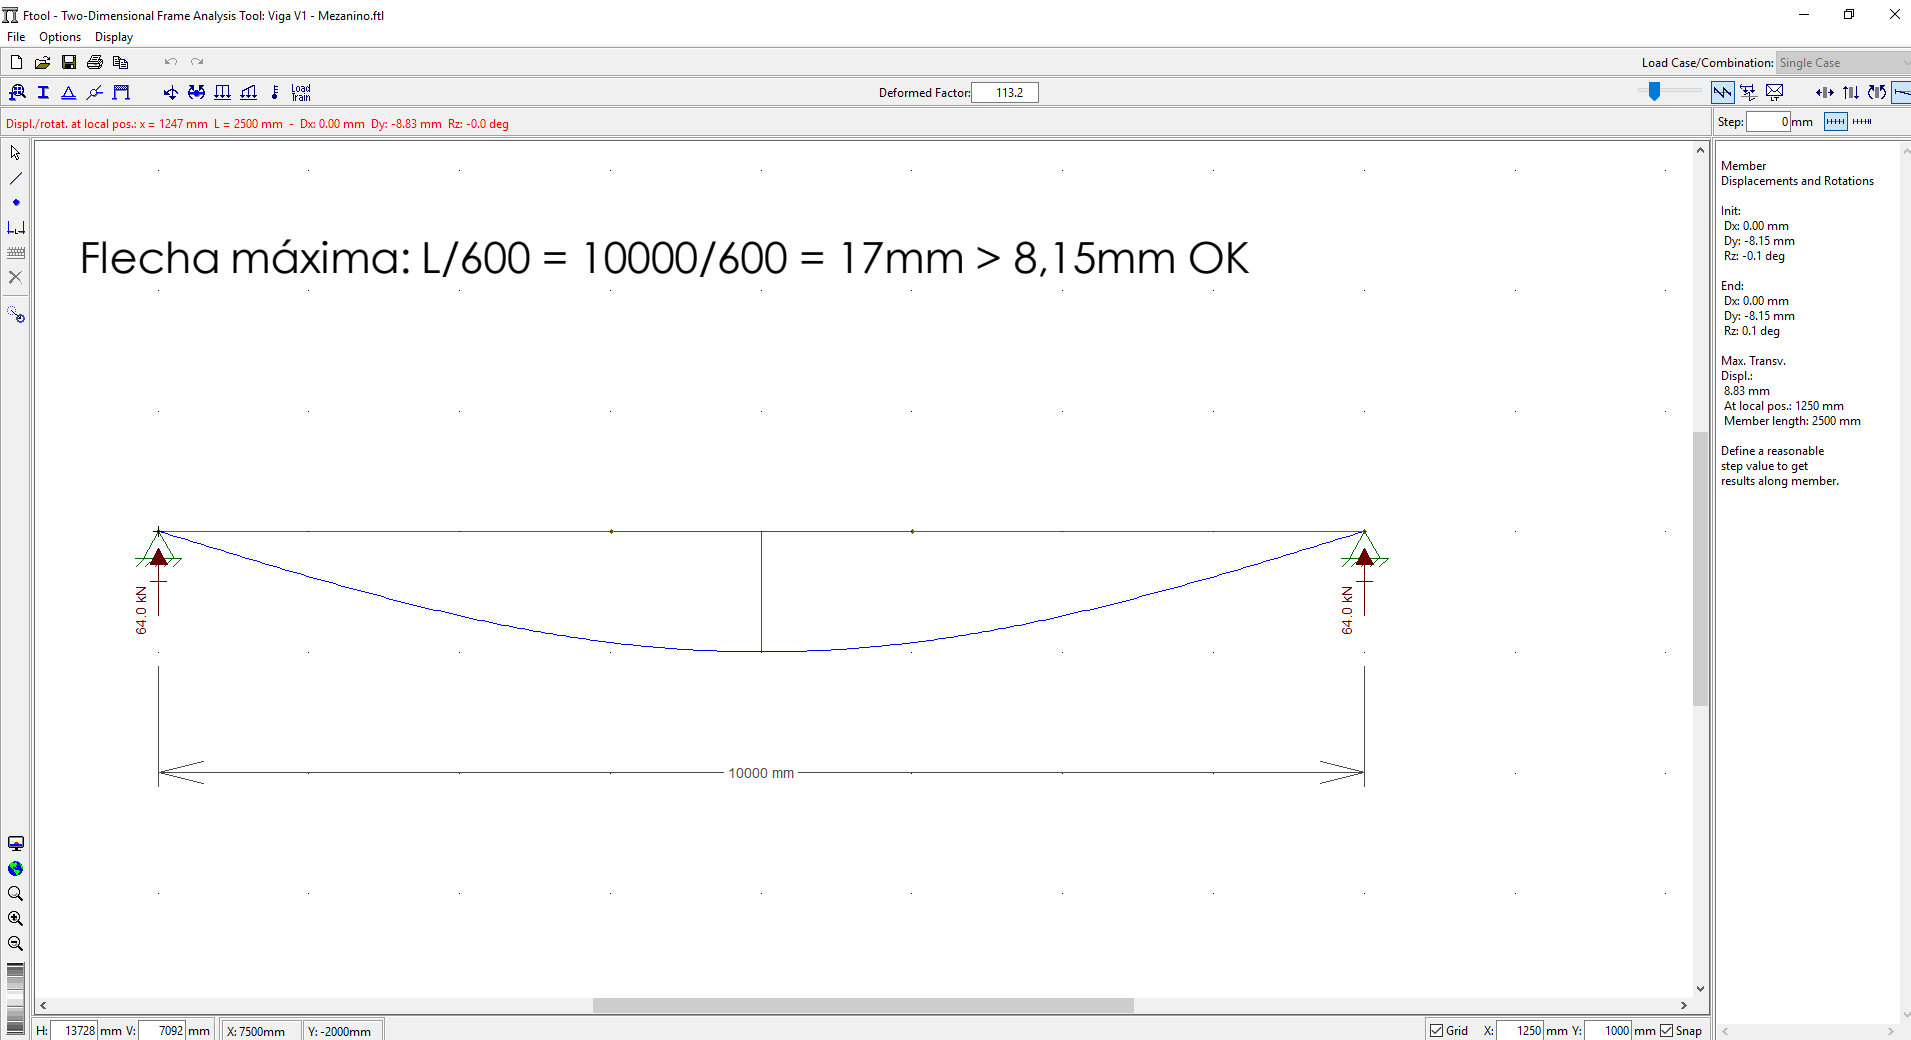 Ftool - Two-Dimensional Frame Analysis Tool: Viga V1 - Mezanino.ftl
File Options Display
Load Case/Combination: Single Case
Load Train
Deformed Factor: 113.2
Displ./rotat. at local pos.: x = 1247 mm L = 2500 mm - Dx: 0.00 mm Dy: -8.83 mm Rz: -0.0 deg
Step: 0 mm
Flecha máxima: L/600 = 10000/600 = 17mm > 8,15mm OK
64.0 kN
64.0 kN
10000 mm
Member
Displacements and Rotations
Init:
Dx: 0.00 mm
Dy: -8.15 mm
Rz: -0.1 deg
End:
Dx: 0.00 mm
Dy: -8.15 mm
Rz: 0.1 deg
Max. Transv.
Displ.:
8.83 mm
At local pos.: 1250 mm
Member length: 2500 mm
Define a reasonable
step value to get
results along member.
H: 13728 mm V: 7092 mm X: 7500mm Y: -2000mm
Grid X: 1250 mm Y: 1000 mm Snap